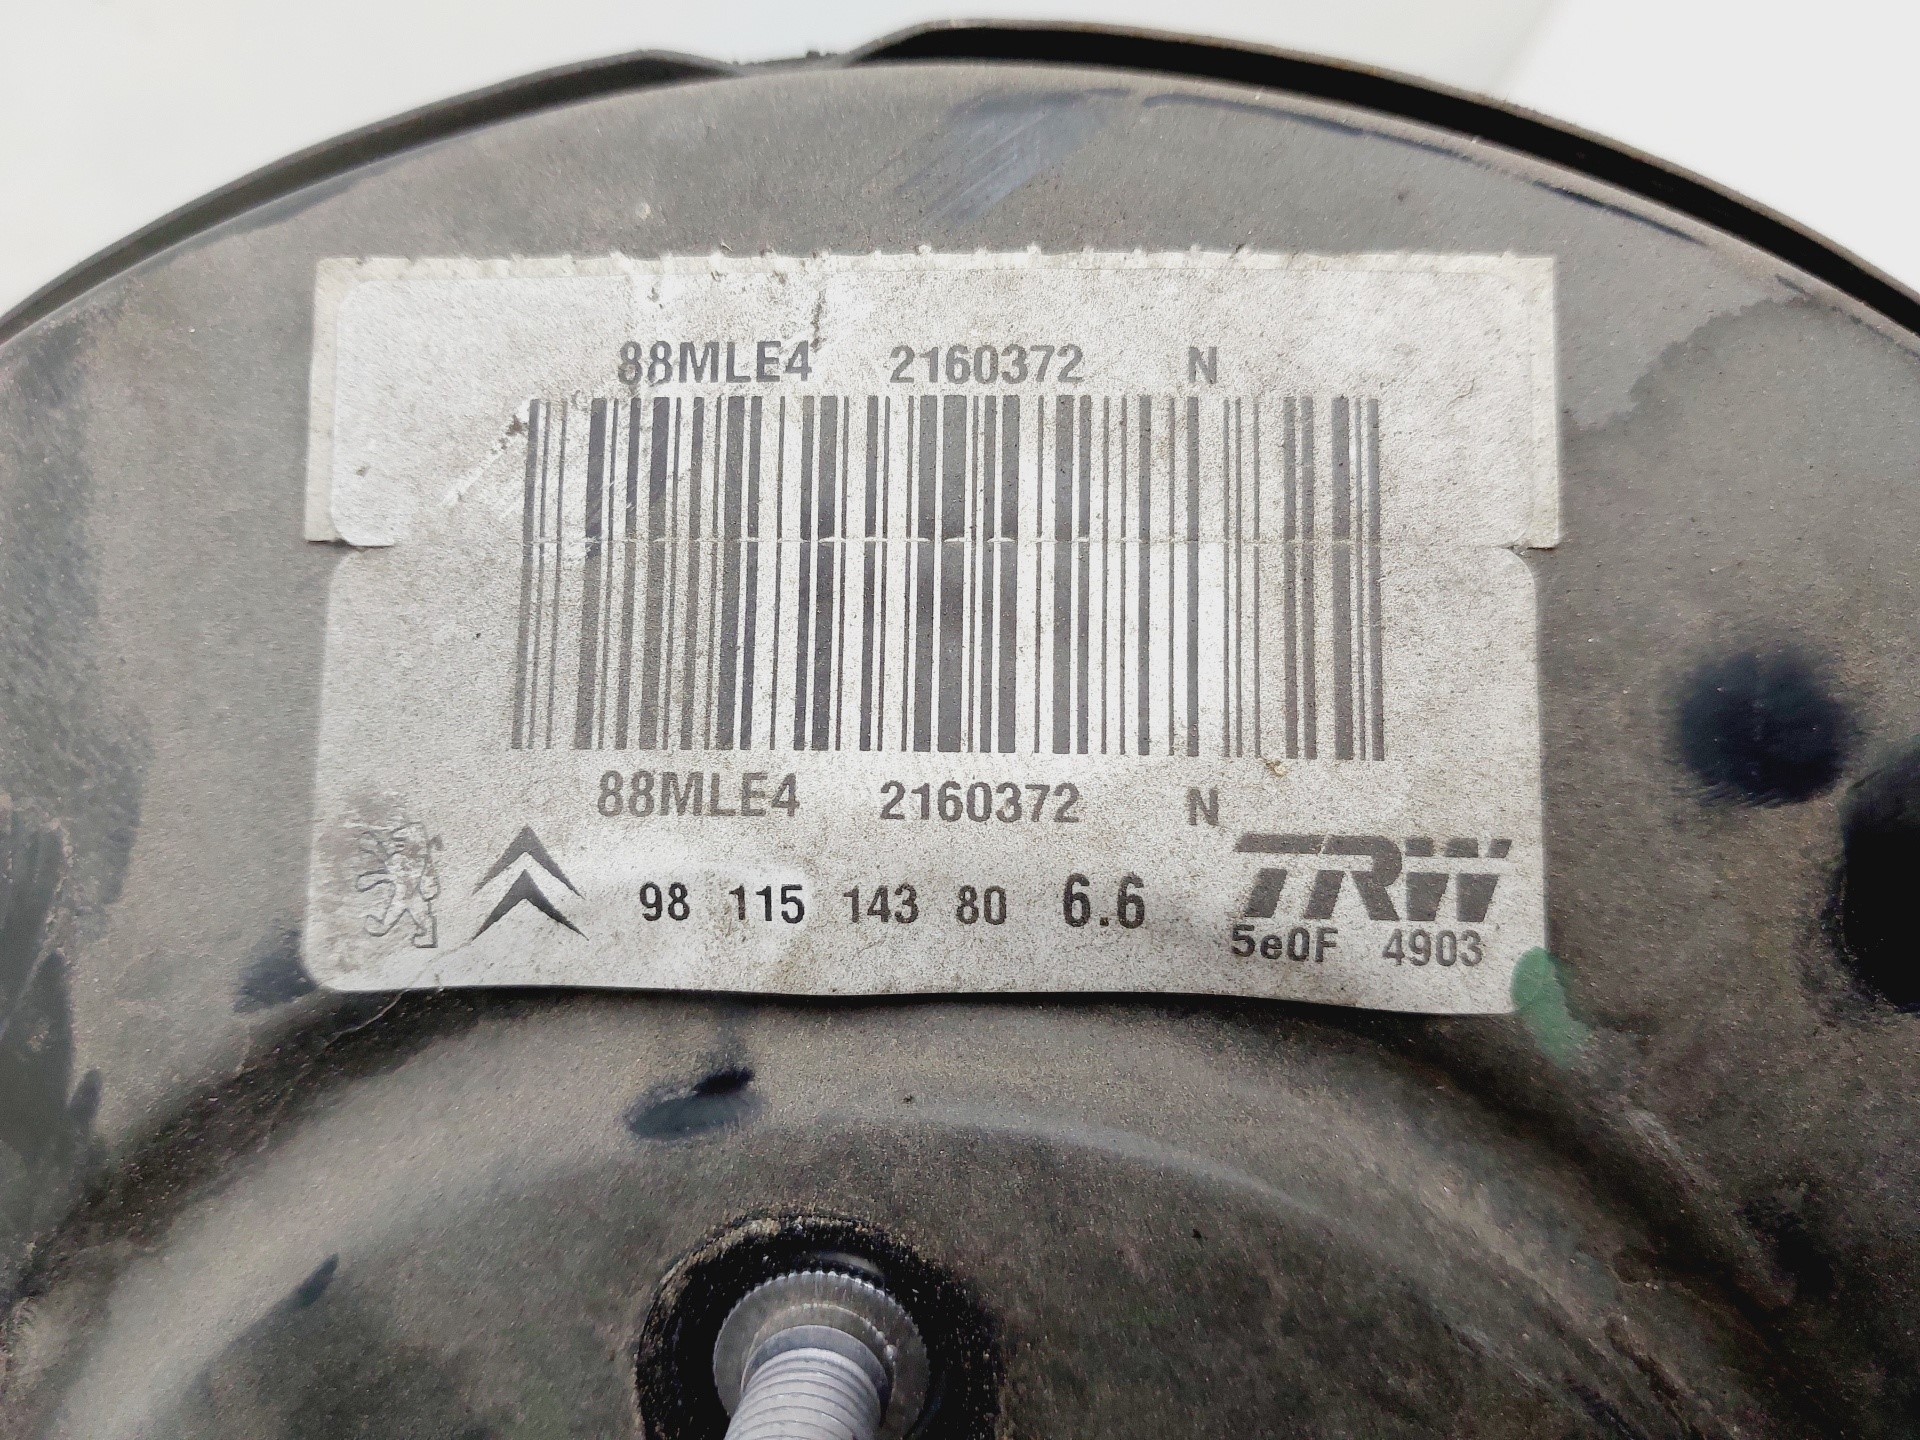 88MLE4 2160372 N
88MLE4 2160372 N
98 115 143 80 6.6 TRW
5e0F 4903